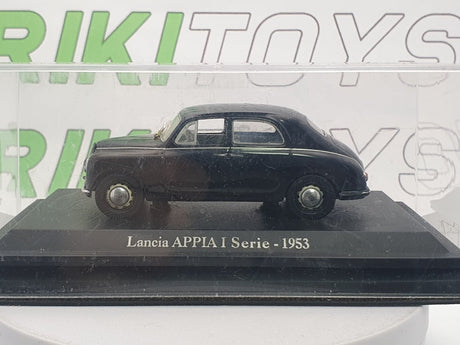 RIKITOYS
RIKITOYS
Lancia APPIA I Serie - 1953